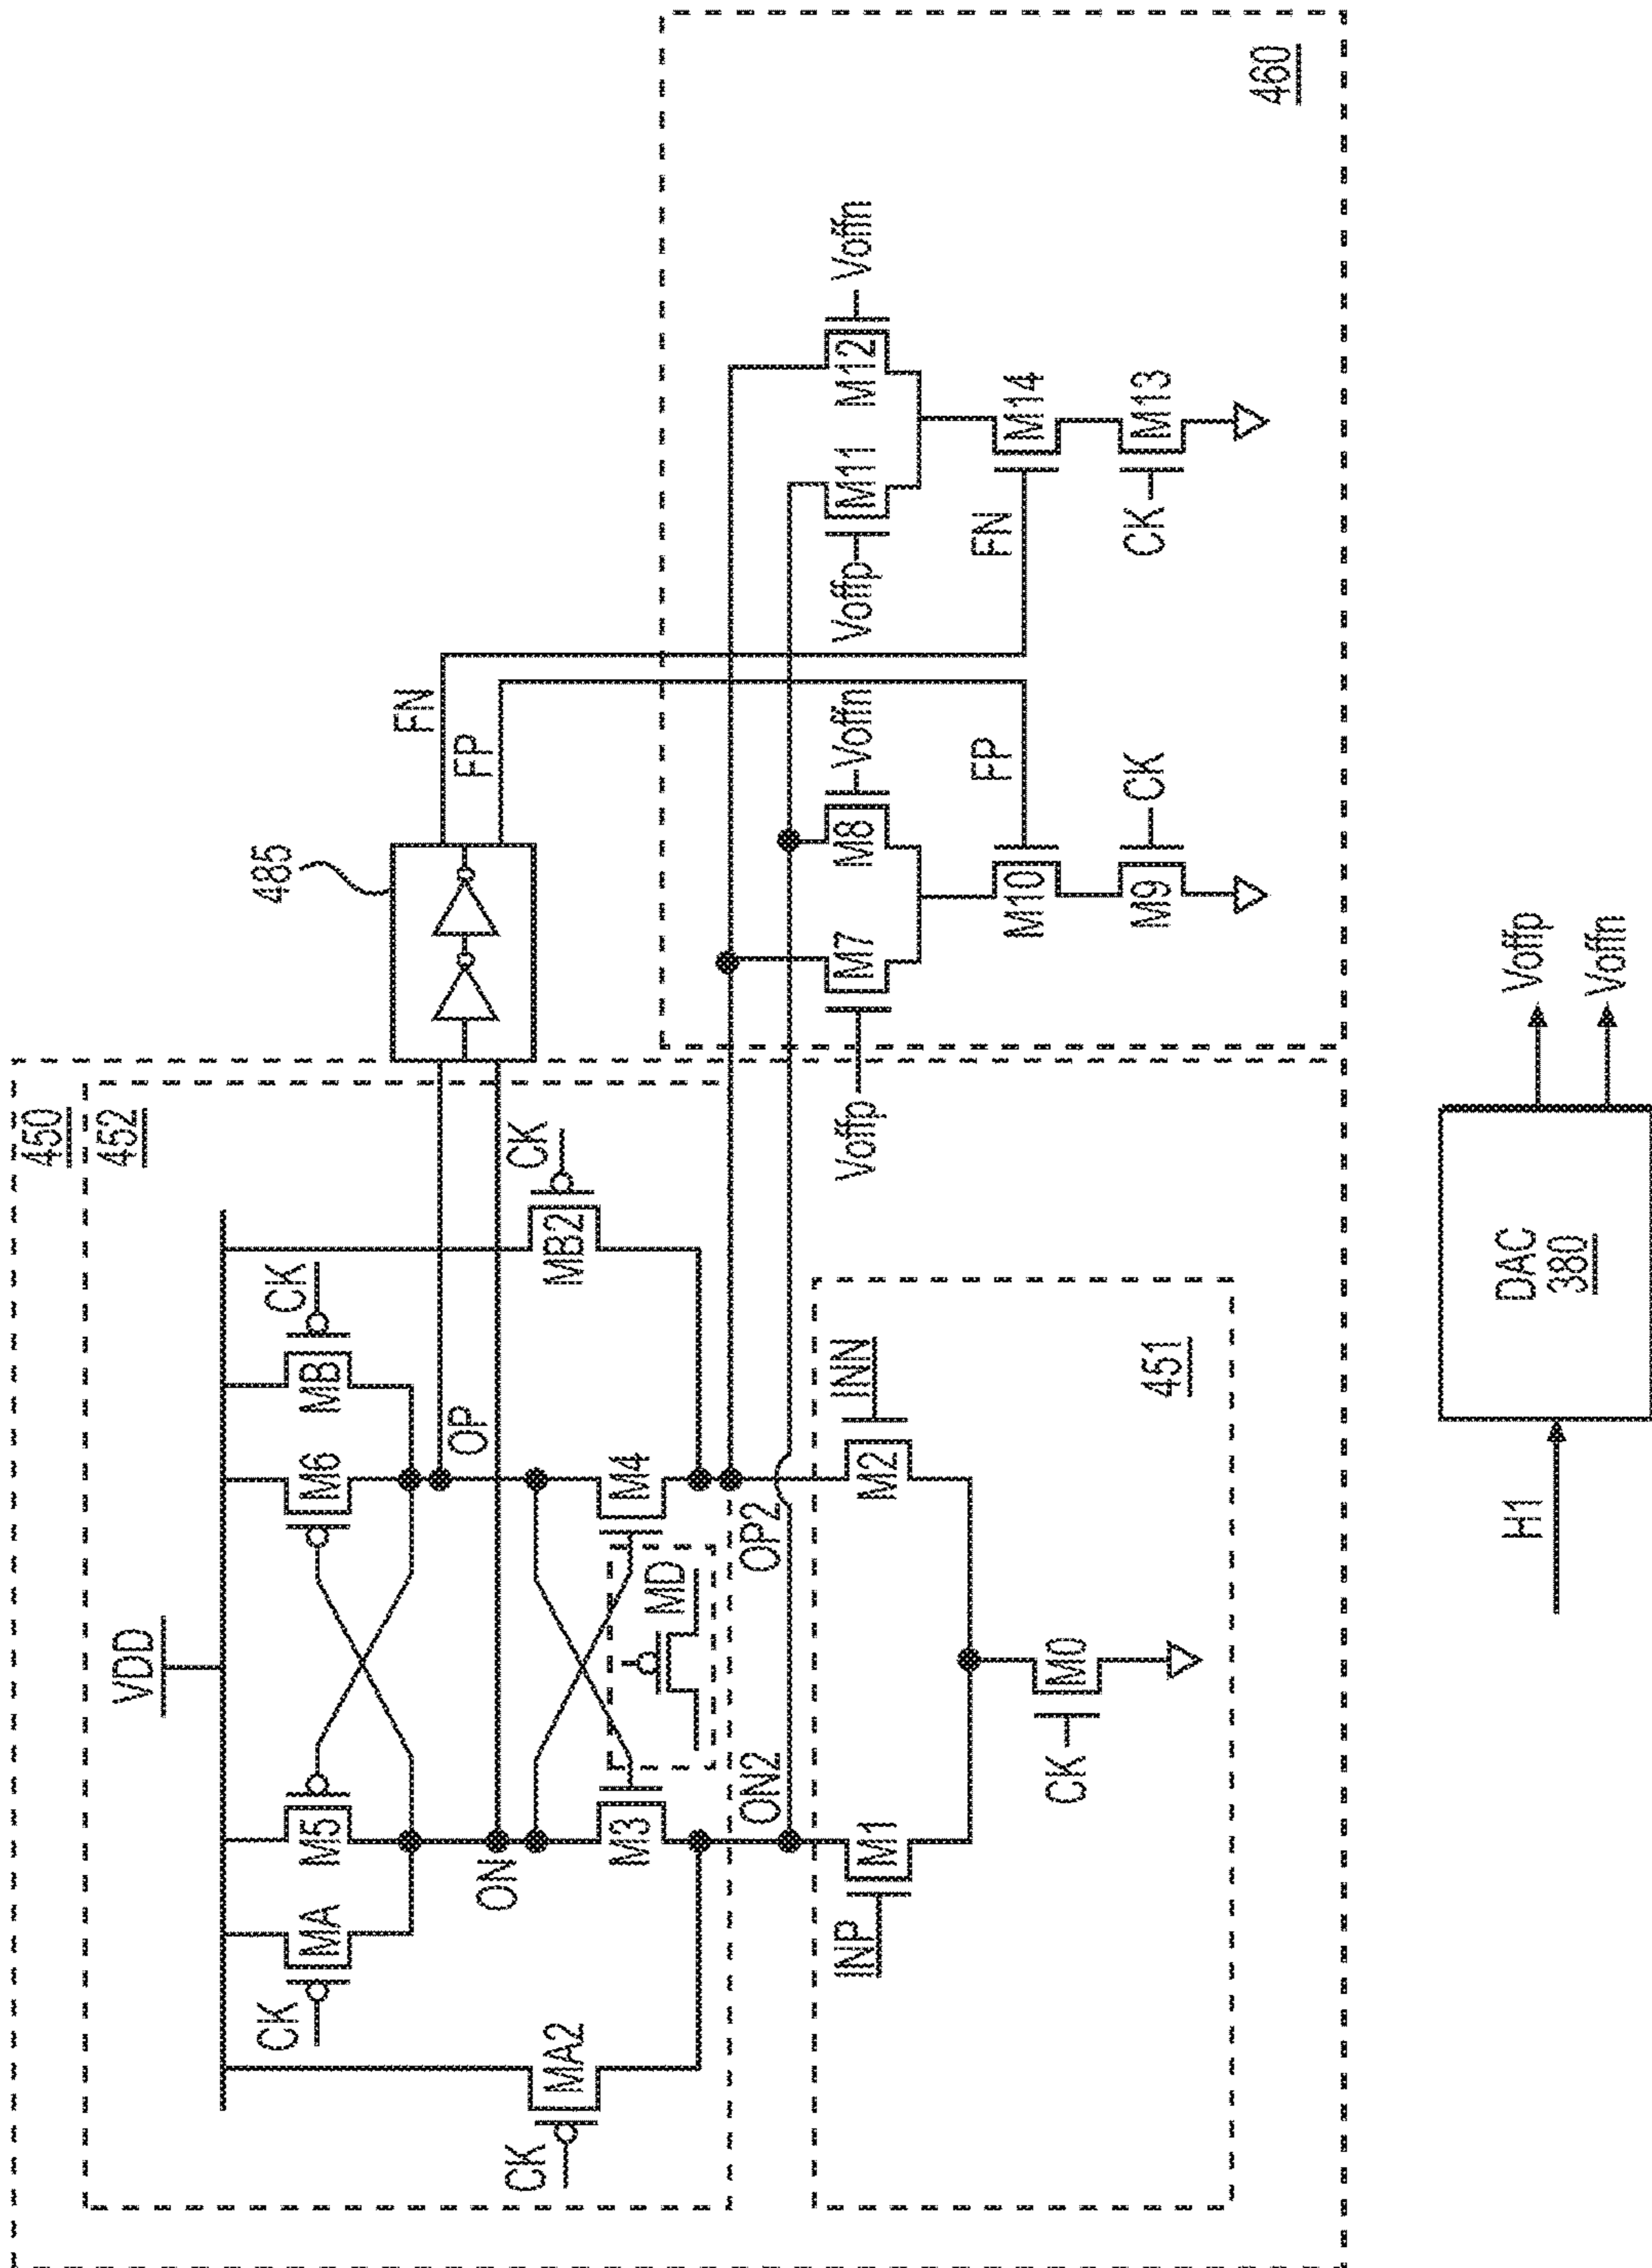 450
452
VDD
CK
MA
M5
M6
MB
CK
485
FN
FP
ON
OP
CK
MA2
M3
MD
M4
MB2
CK
460
ON2
OP2
INP
M1
M2
INN
451
CK
M0
Voffp
M7
M8
Voffn
Voffp
M11
M12
Voffn
M10
FP
FN
M14
M9
CK
CK
M13
H1
DAC
380
Voffp
Voffn